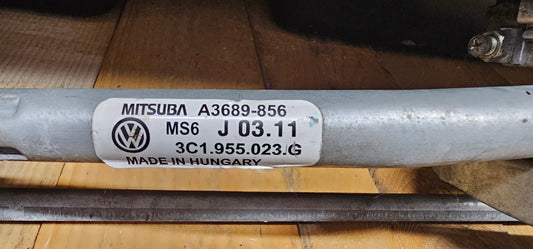 MITSUBA A3689-856
MS6 J 03.11
3C1.955.023.G
MADE IN HUNGARY